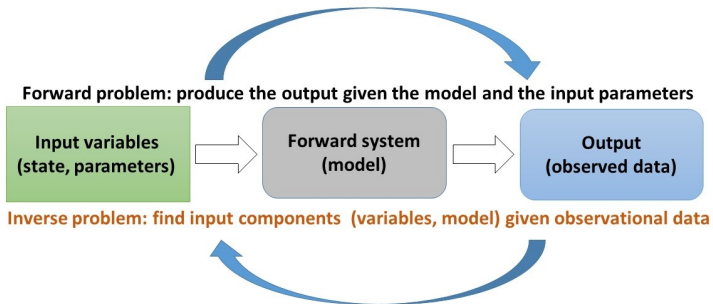 Forward problem: produce the output given the model and the input parameters
Input variables
(state, parameters)
Forward system
(model)
Output
(observed data)
Inverse problem: find input components (variables, model) given observational data